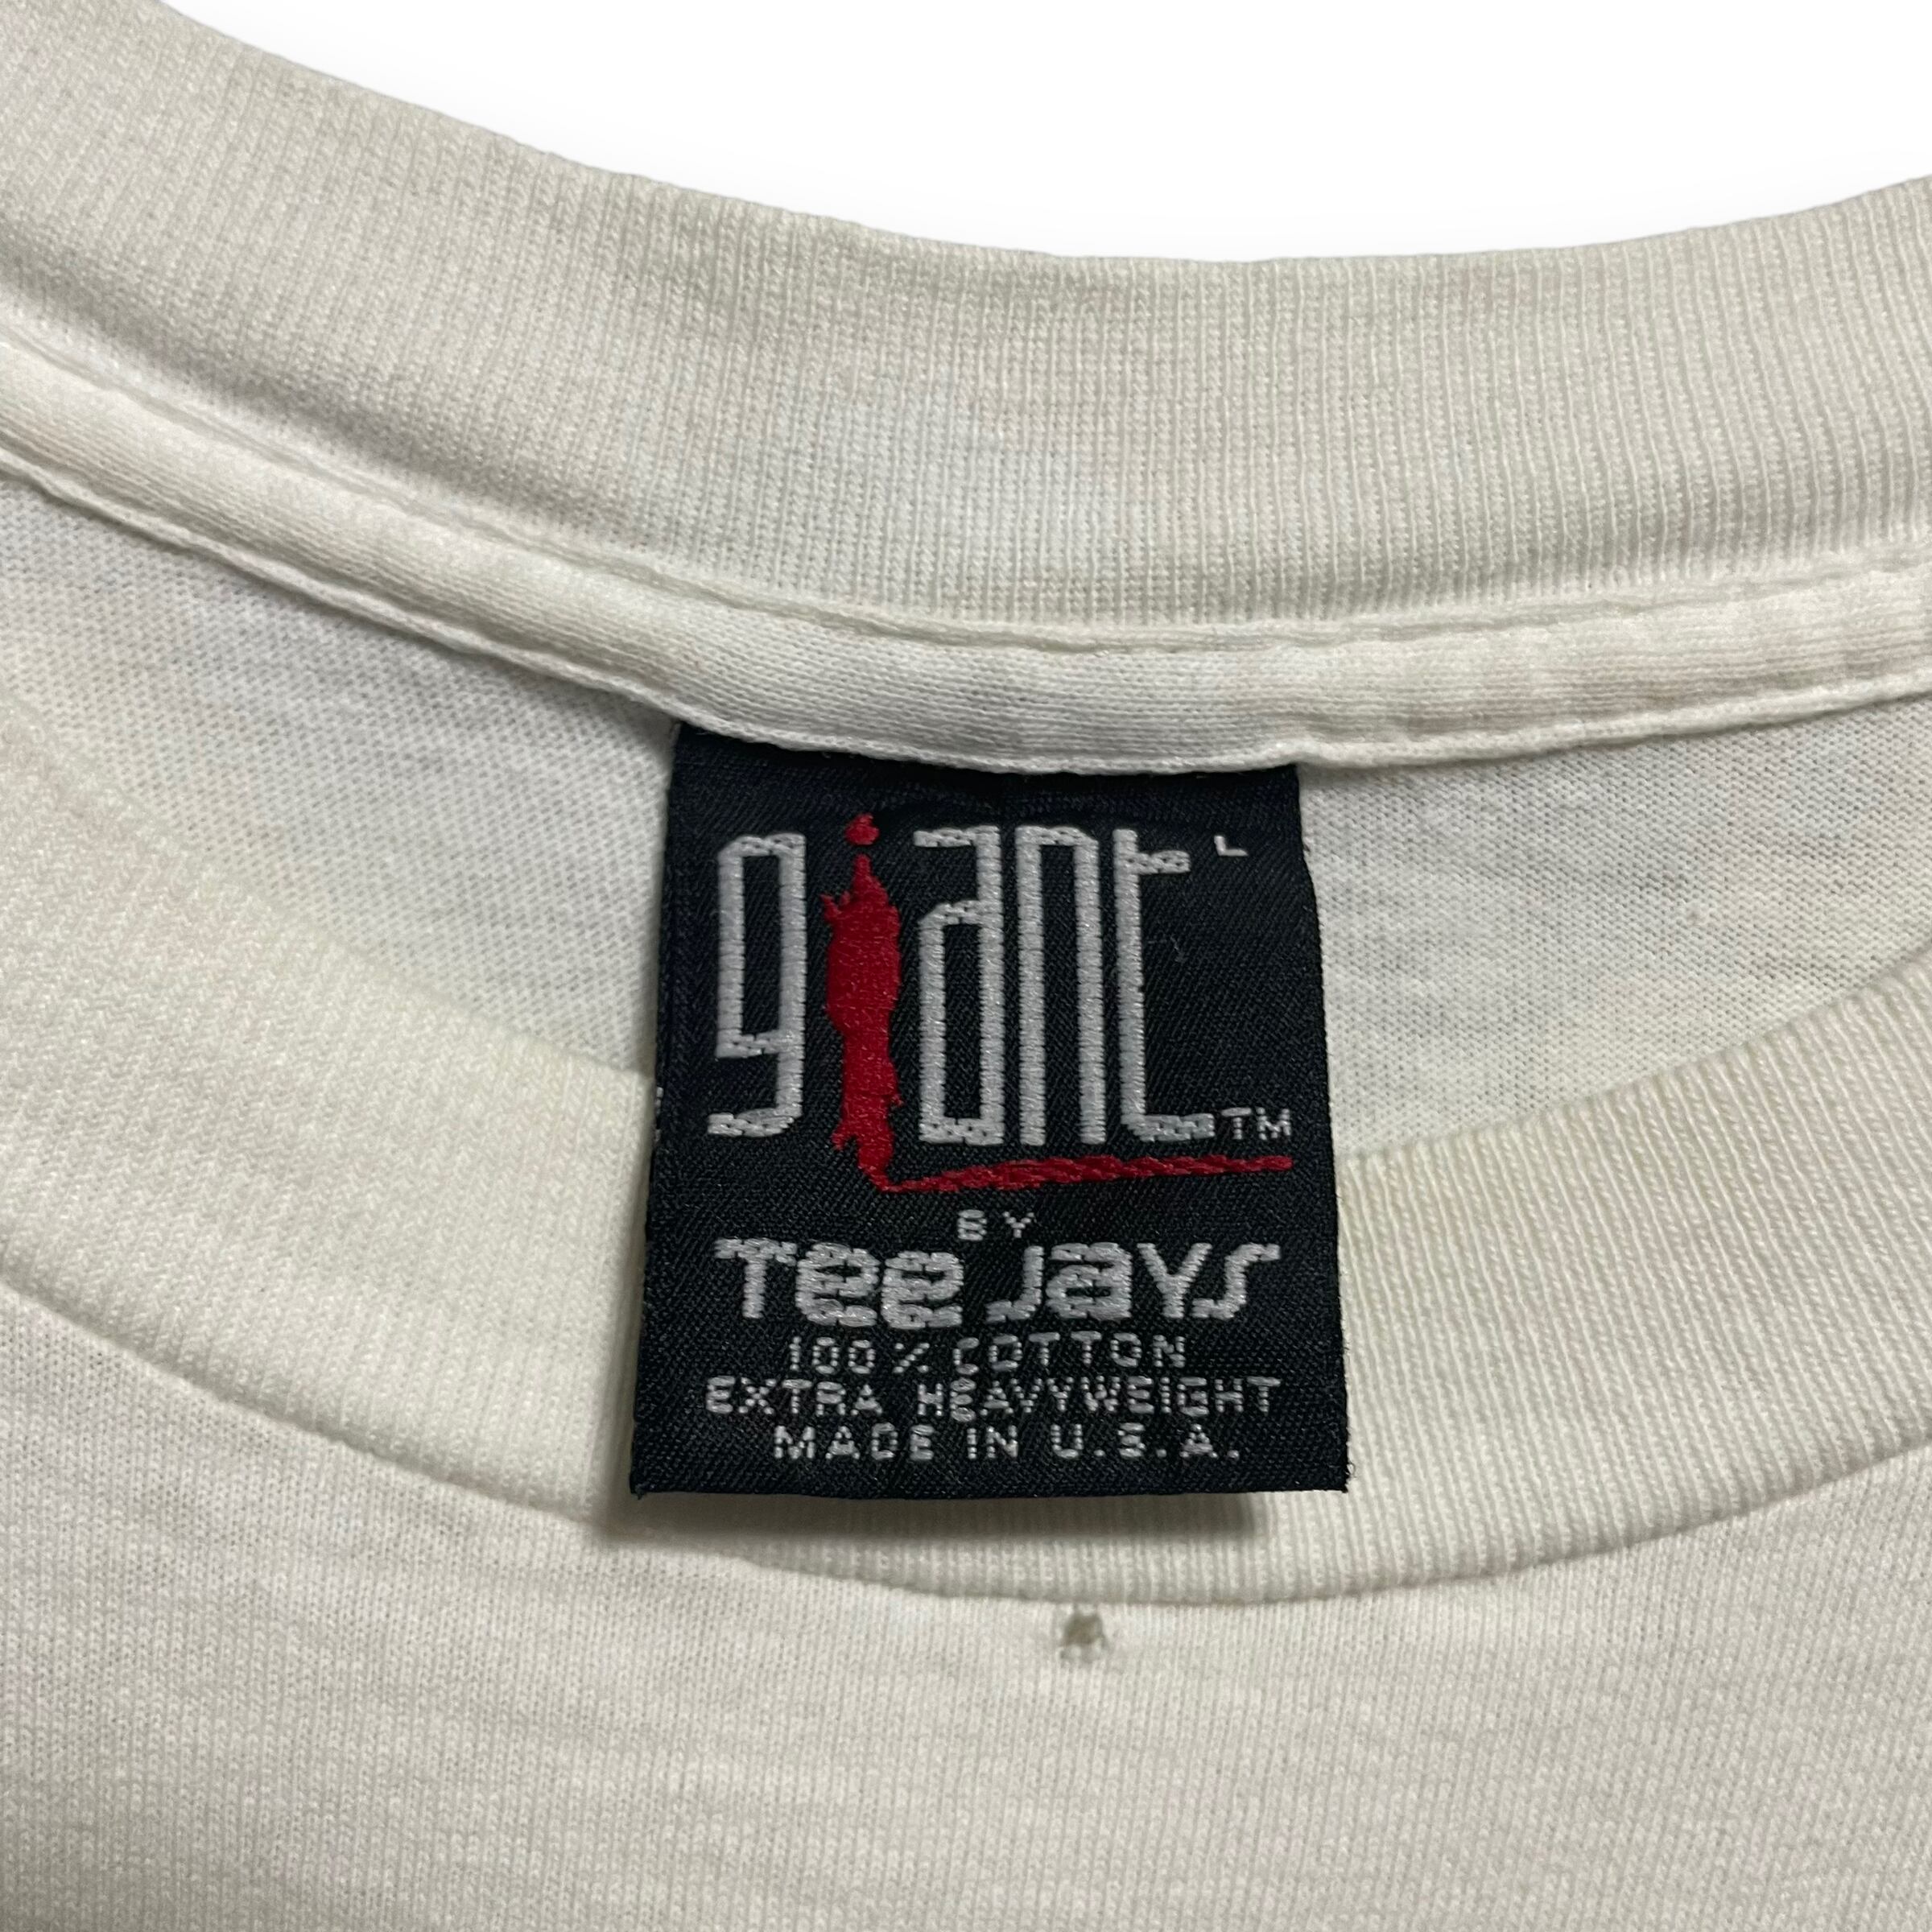 giant L
TM
BY
Tee Jays
100% COTTON
EXTRA HEAVYWEIGHT
MADE IN U.S.A.